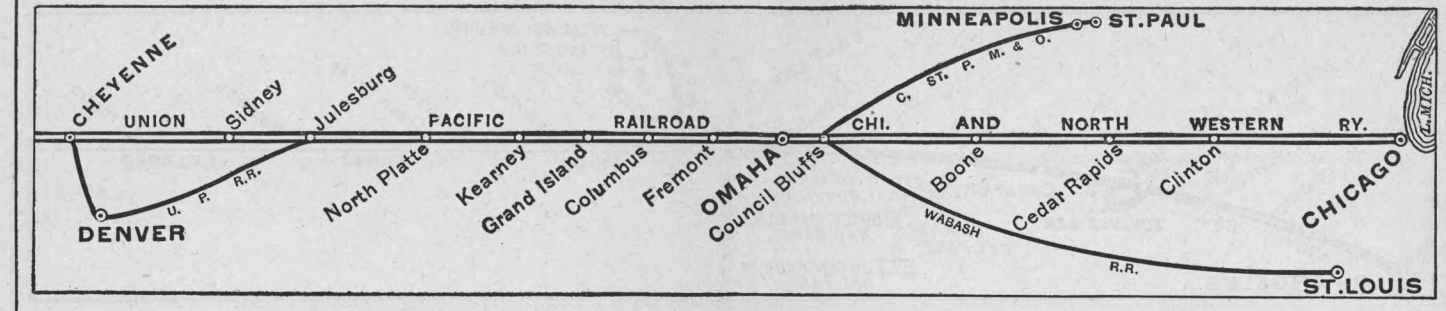 MINNEAPOLIS ST. PAUL
C. ST. P. M. & O.
CHEYENNE
Sidney
Julesburg
UNION PACIFIC RAILROAD
CHI. AND NORTH WESTERN RY.
L. MICH.
U. P. R.R.
DENVER
North Platte
Kearney
Grand Island
Columbus
Fremont
OMAHA
Council Bluffs
Boone
Cedar Rapids
Clinton
CHICAGO
WABASH R.R.
ST. LOUIS